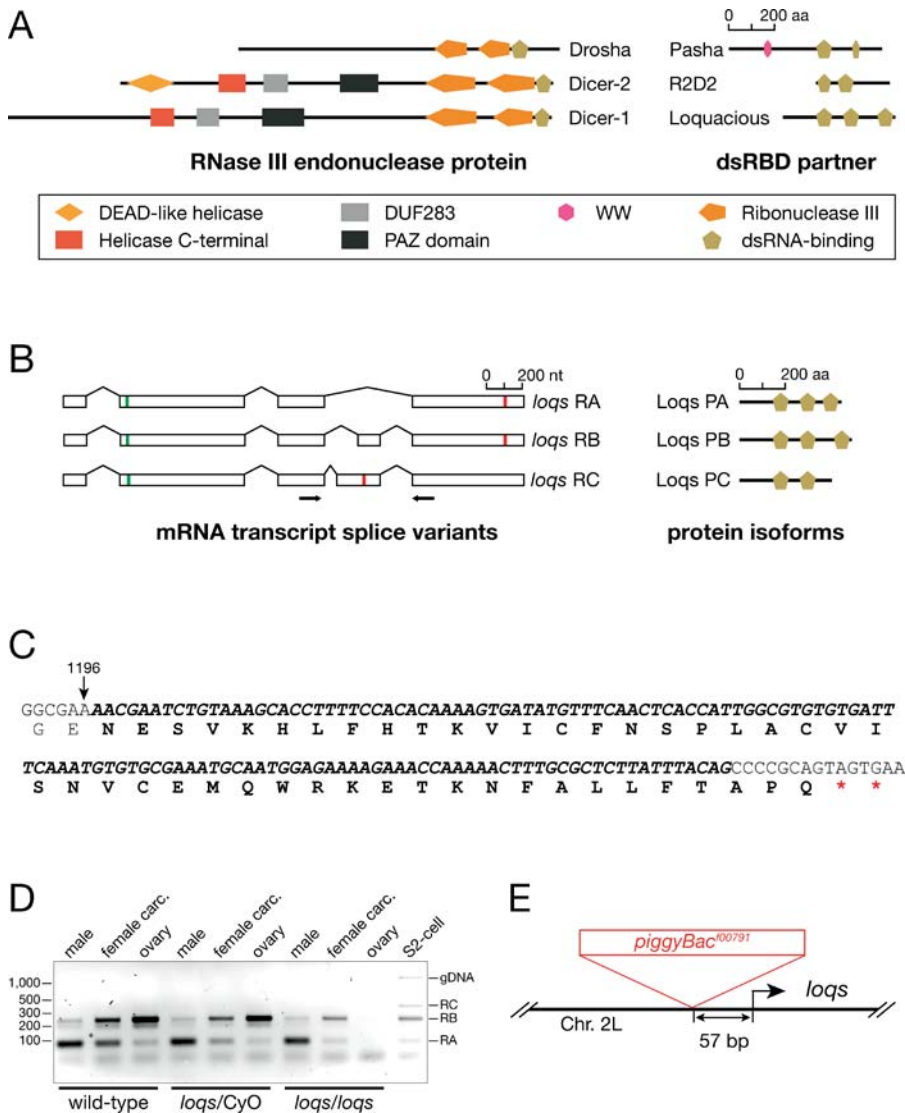 A
0 200 aa
Drosha
Pasha
Dicer-2
R2D2
Dicer-1
Loquacious
RNase III endonuclease protein
dsRBD partner
DEAD-like helicase
DUF283
WW
Ribonuclease III
Helicase C-terminal
PAZ domain
dsRNA-binding
B
0 200 nt
0 200 aa
loqs RA
Loqs PA
loqs RB
Loqs PB
loqs RC
Loqs PC
mRNA transcript splice variants
protein isoforms
C
1196
GGCGAAAACGAATCTGTAAAGCACCTTTTCCACACAAAAGTGATATGTTTCAACTCACCATTGGCGTGTGTGATT
G E N E S V K H L F H T K V I C F N S P L A C V I
TCAAATGTGTGCGAAATGCAATGGAGAAAAGAAACCAAAAACTTTGCGCTCTTATTTACAGCCCCGCAGTAGTGAA
S N V C E M Q W R K E T K N F A L L F T A P Q * *
D
male
female carc.
ovary
male
female carc.
ovary
male
female carc.
ovary
S2-cell
1,000
500
300
200
100
gDNA
RC
RB
RA
wild-type
loqs/CyO
loqs/loqs
E
piggyBac f00791
loqs
Chr. 2L
57 bp